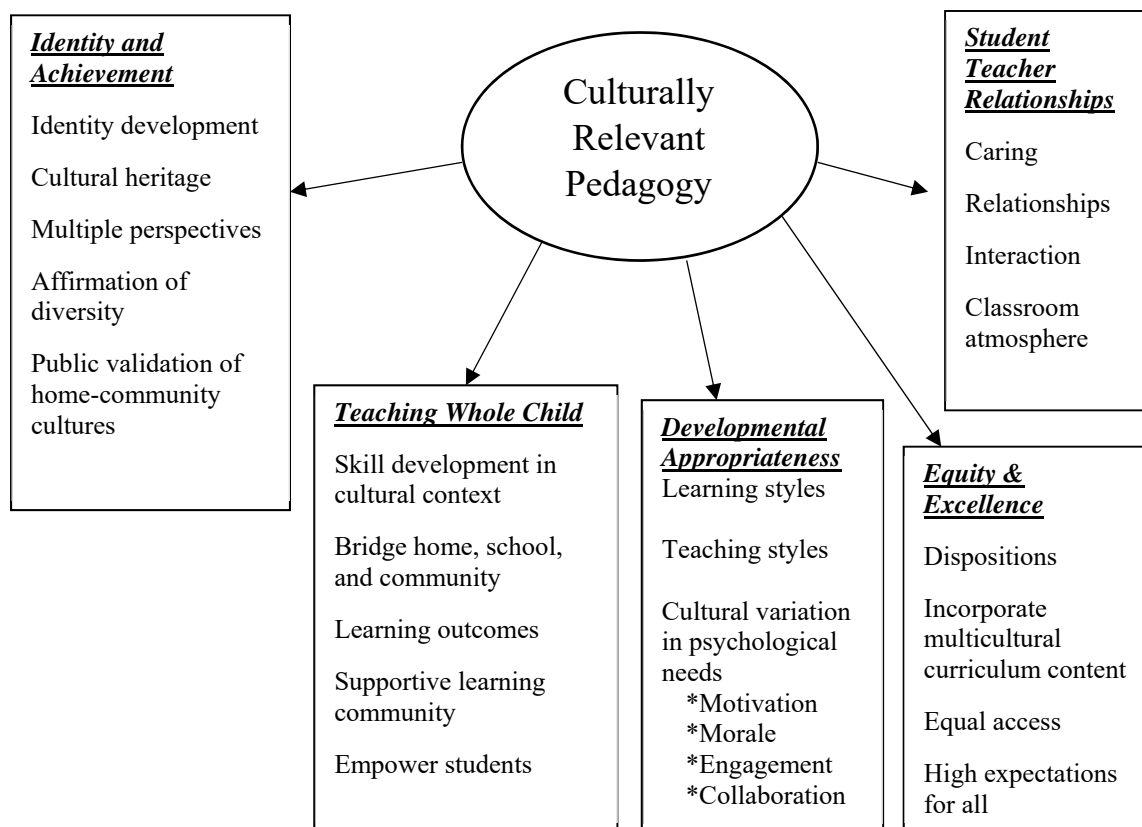 Culturally
Relevant
Pedagogy
Identity and
Achievement
Identity development
Cultural heritage
Multiple perspectives
Affirmation of
diversity
Public validation of
home-community
cultures
Teaching Whole Child
Skill development in
cultural context
Bridge home, school,
and community
Learning outcomes
Supportive learning
community
Empower students
Developmental
Appropriateness
Learning styles
Teaching styles
Cultural variation
in psychological
needs
*Motivation
*Morale
*Engagement
*Collaboration
Equity &
Excellence
Dispositions
Incorporate
multicultural
curriculum content
Equal access
High expectations
for all
Student
Teacher
Relationships
Caring
Relationships
Interaction
Classroom
atmosphere